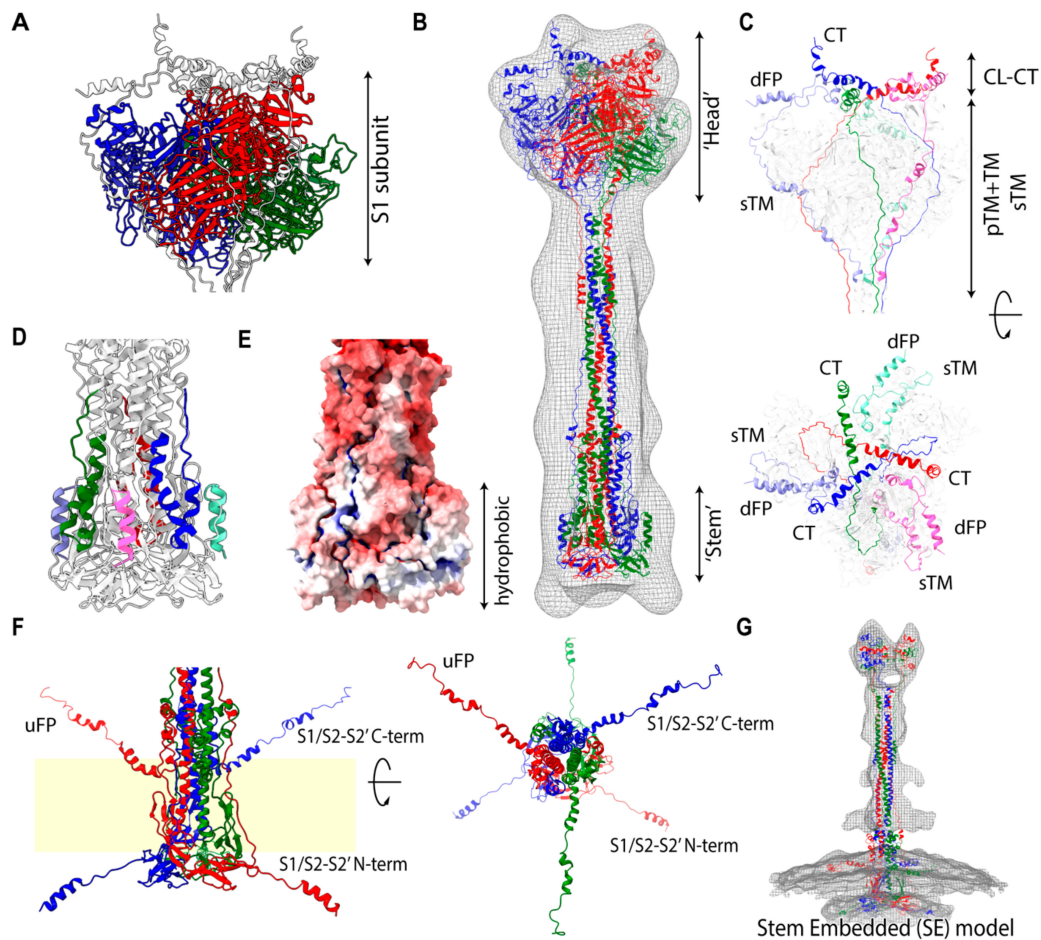 A
S1 subunit
B
'Head'
'Stem'
C
CT
dFP
CL-CT
sTM
pTM+TM
sTM
dFP
CT
sTM
sTM
dFP
CT
CT
dFP
sTM
D
E
hydrophobic
F
uFP
S1/S2-S2' C-term
S1/S2-S2' N-term
uFP
S1/S2-S2' C-term
S1/S2-S2' N-term
G
Stem Embedded (SE) model